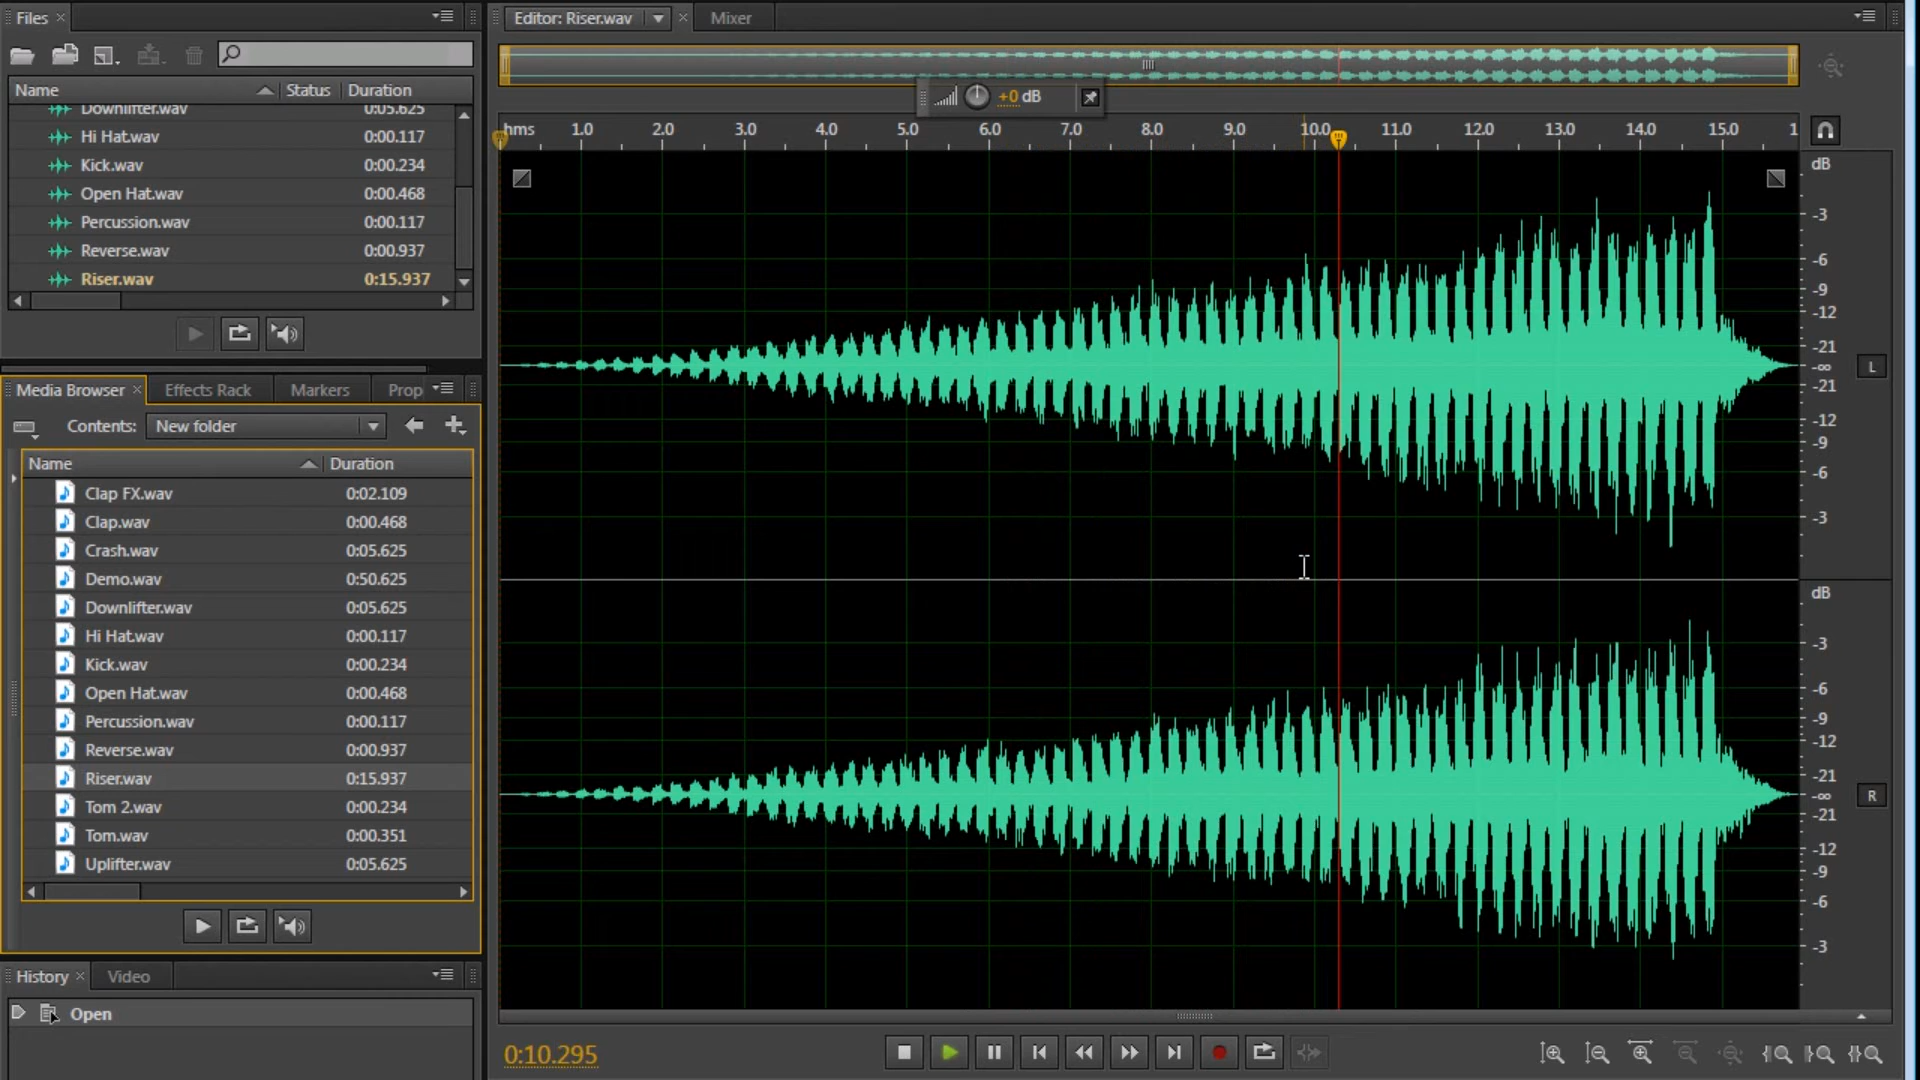 Files
Name Status Duration
Downlifter.wav 0:05.625
Hi Hat.wav 0:00.117
Kick.wav 0:00.234
Open Hat.wav 0:00.468
Percussion.wav 0:00.117
Reverse.wav 0:00.937
Riser.wav 0:15.937
Media Browser Effects Rack Markers Prop
Contents: New folder
Name Duration
Clap FX.wav 0:02.109
Clap.wav 0:00.468
Crash.wav 0:05.625
Demo.wav 0:50.625
Downlifter.wav 0:05.625
Hi Hat.wav 0:00.117
Kick.wav 0:00.234
Open Hat.wav 0:00.468
Percussion.wav 0:00.117
Reverse.wav 0:00.937
Riser.wav 0:15.937
Tom 2.wav 0:00.234
Tom.wav 0:00.351
Uplifter.wav 0:05.625
History Video
Open
Editor: Riser.wav Mixer
+0 dB
hms 1.0 2.0 3.0 4.0 5.0 6.0 7.0 8.0 9.0 10.0 11.0 12.0 13.0 14.0 15.0 1
dB
-3
-6
-9
-12
-21
-∞ L
-21
-12
-9
-6
-3
dB
-3
-6
-9
-12
-21
-∞ R
-21
-12
-9
-6
-3
0:10.295